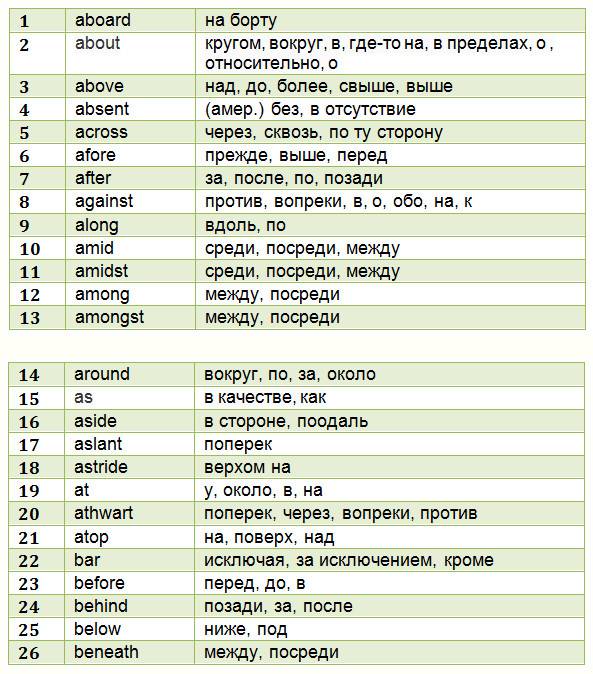 1 aboard на борту
2 about кругом, вокруг, в, где-то на, в пределах, о ,
относительно, о
3 above над, до, более, свыше, выше
4 absent (амер.) без, в отсутствие
5 across через, сквозь, по ту сторону
6 afore прежде, выше, перед
7 after за, после, по, позади
8 against против, вопреки, в, о, обо, на, к
9 along вдоль, по
10 amid среди, посреди, между
11 amidst среди, посреди, между
12 among между, посреди
13 amongst между, посреди
14 around вокруг, по, за, около
15 as в качестве, как
16 aside в стороне, поодаль
17 aslant поперек
18 astride верхом на
19 at у, около, в, на
20 athwart поперек, через, вопреки, против
21 atop на, поверх, над
22 bar исключая, за исключением, кроме
23 before перед, до, в
24 behind позади, за, после
25 below ниже, под
26 beneath между, посреди